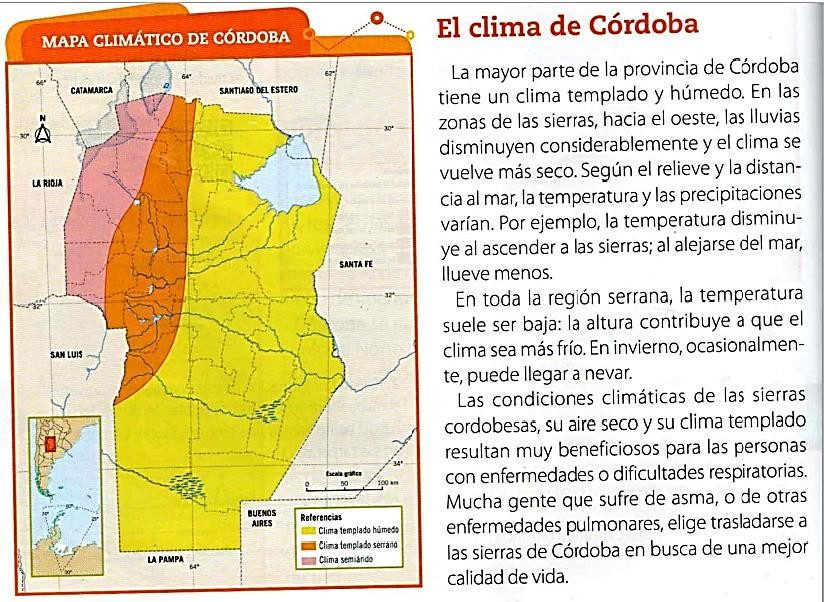 MAPA CLIMÁTICO DE CÓRDOBA
66°
64°
62°
CATAMARCA
SANTIAGO DEL ESTERO
N
30°
30°
LA RIOJA
SANTA FE
32°
32°
SAN LUIS
34°
Escala gráfica
0 50 100 km
BUENOS
AIRES
LA PAMPA
64°
Referencias
Clima templado húmedo
Clima templado serrano
Clima semiárido
El clima de Córdoba
La mayor parte de la provincia de Córdoba
tiene un clima templado y húmedo. En las
zonas de las sierras, hacia el oeste, las lluvias
disminuyen considerablemente y el clima se
vuelve más seco. Según el relieve y la distan-
cia al mar, la temperatura y las precipitaciones
varían. Por ejemplo, la temperatura disminu-
ye al ascender a las sierras; al alejarse del mar,
llueve menos.
En toda la región serrana, la temperatura
suele ser baja: la altura contribuye a que el
clima sea más frío. En invierno, ocasionalmen-
te, puede llegar a nevar.
Las condiciones climáticas de las sierras
cordobesas, su aire seco y su clima templado
resultan muy beneficiosos para las personas
con enfermedades o dificultades respiratorias.
Mucha gente que sufre de asma, o de otras
enfermedades pulmonares, elige trasladarse a
las sierras de Córdoba en busca de una mejor
calidad de vida.